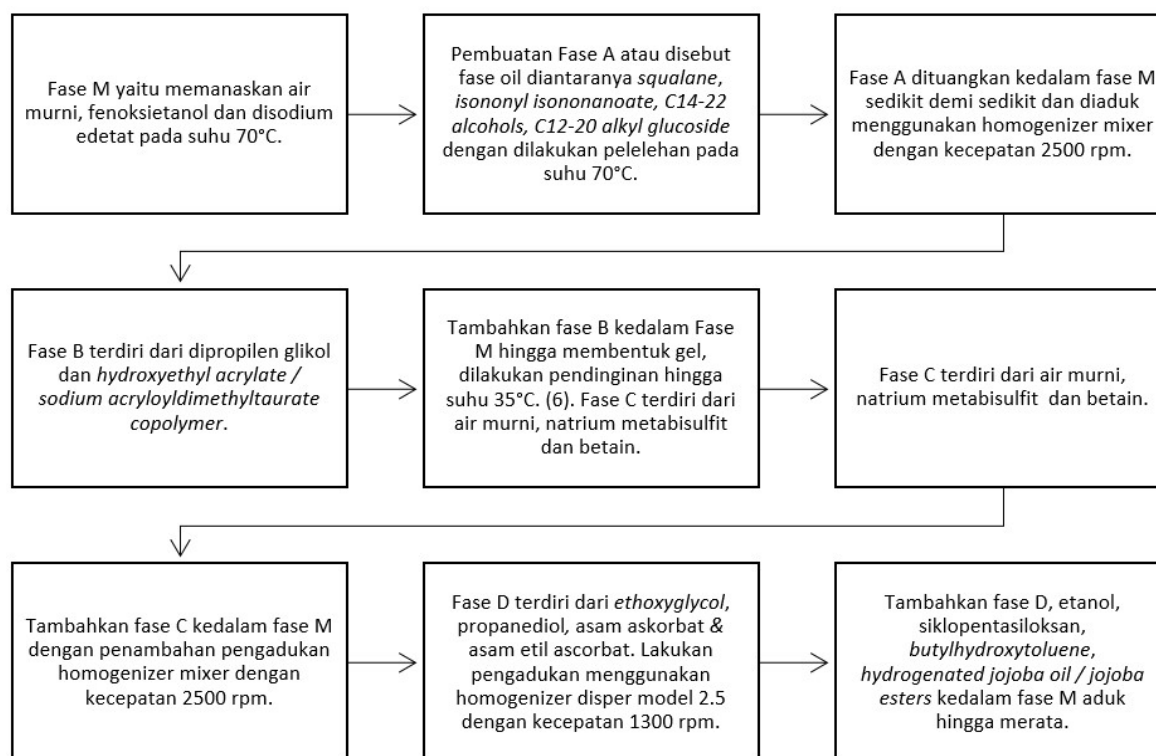 Fase M yaitu memanaskan air
murni, fenoksietanol dan disodium
edetat pada suhu 70°C.
Pembuatan Fase A atau disebut
fase oil diantaranya squalane,
isononyl isononanoate, C14-22
alcohols, C12-20 alkyl glucoside
dengan dilakukan pelelehan pada
suhu 70°C.
Fase A dituangkan kedalam fase M
sedikit demi sedikit dan diaduk
menggunakan homogenizer mixer
dengan kecepatan 2500 rpm.
Fase B terdiri dari dipropilen glikol
dan hydroxyethyl acrylate /
sodium acryloyldimethyltaurate
copolymer.
Tambahkan fase B kedalam Fase
M hingga membentuk gel,
dilakukan pendinginan hingga
suhu 35°C. (6). Fase C terdiri dari
air murni, natrium metabisulfit
dan betain.
Fase C terdiri dari air murni,
natrium metabisulfit dan betain.
Tambahkan fase C kedalam fase M
dengan penambahan pengadukan
homogenizer mixer dengan
kecepatan 2500 rpm.
Fase D terdiri dari ethoxyglycol,
propanediol, asam askorbat &
asam etil ascorbat. Lakukan
pengadukan menggunakan
homogenizer disper model 2.5
dengan kecepatan 1300 rpm.
Tambahkan fase D, etanol,
siklopentasiloksan,
butylhydroxytoluene,
hydrogenated jojoba oil / jojoba
esters kedalam fase M aduk
hingga merata.